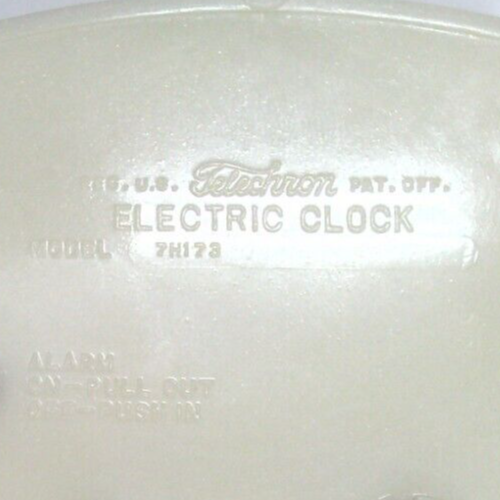 REG. U.S. Telechron PAT. OFF.
ELECTRIC CLOCK
MODEL 7H173
ALARM
ON-PULL OUT
OFF-PUSH IN